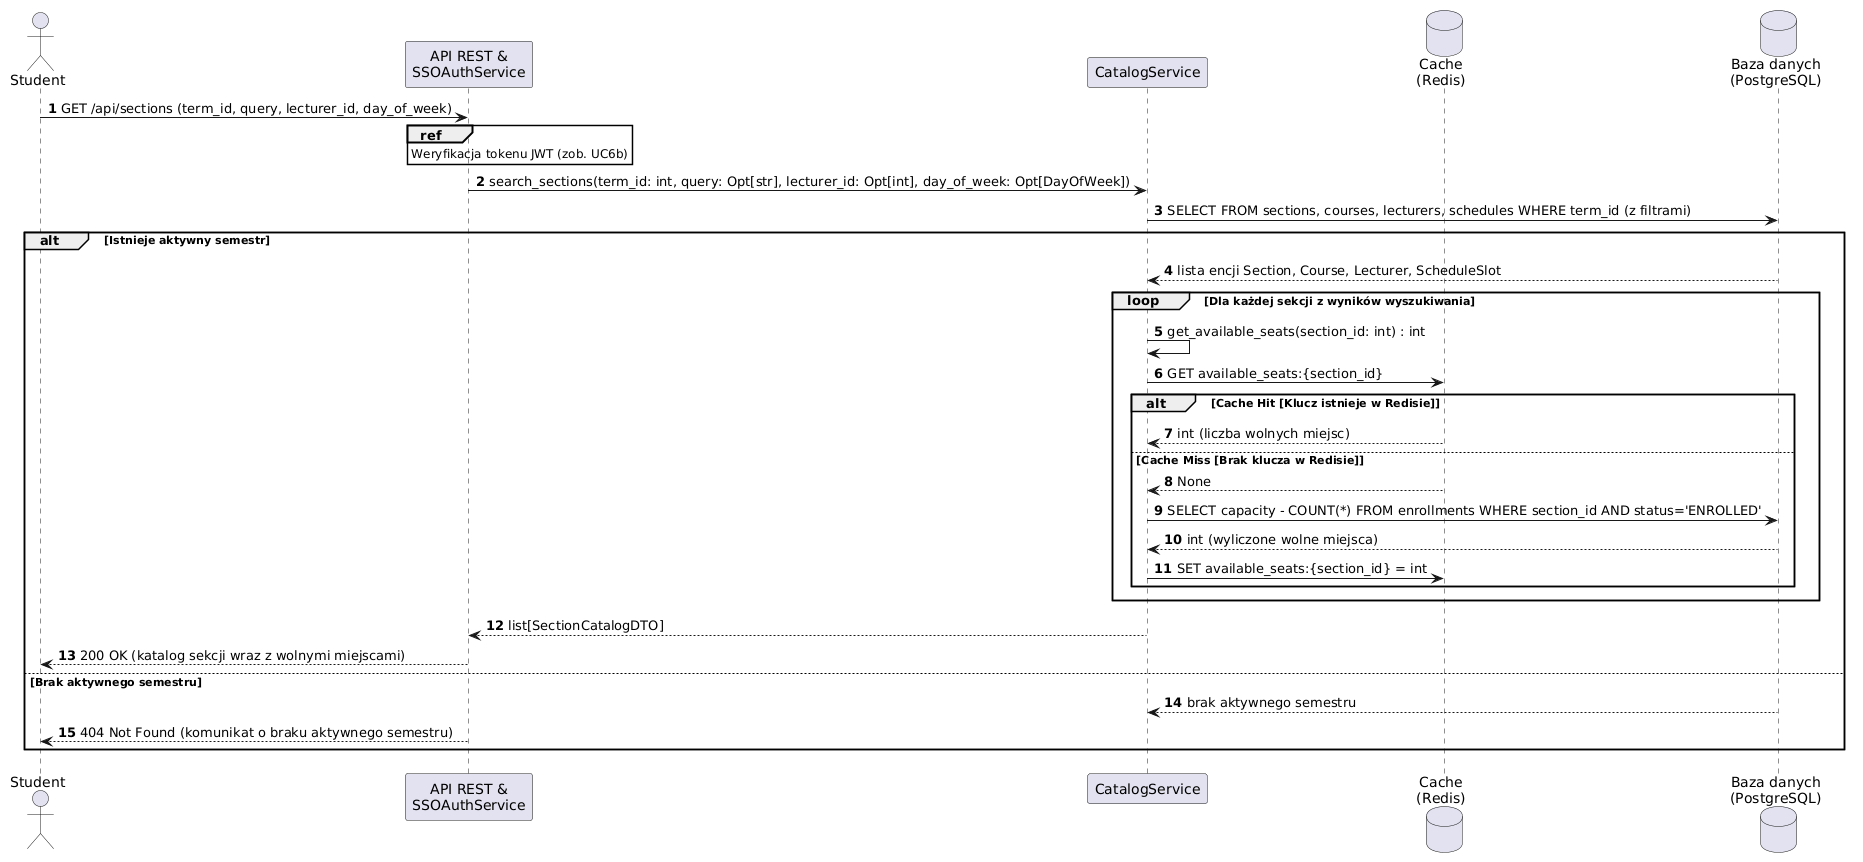 Student
API REST &
SSOAuthService
CatalogService
Cache
(Redis)
Baza danych
(PostgreSQL)
1 GET /api/sections (term_id, query, lecturer_id, day_of_week)
ref
Weryfikacja tokenu JWT (zob. UC6b)
2 search_sections(term_id: int, query: Opt[str], lecturer_id: Opt[int], day_of_week: Opt[DayOfWeek])
3 SELECT FROM sections, courses, lecturers, schedules WHERE term_id (z filtrami)
alt [Istnieje aktywny semestr]
4 lista encji Section, Course, Lecturer, ScheduleSlot
loop [Dla każdej sekcji z wyników wyszukiwania]
5 get_available_seats(section_id: int) : int
6 GET available_seats:{section_id}
alt [Cache Hit [Klucz istnieje w Redisie]]
7 int (liczba wolnych miejsc)
[Cache Miss [Brak klucza w Redisie]]
8 None
9 SELECT capacity - COUNT(*) FROM enrollments WHERE section_id AND status='ENROLLED'
10 int (wyliczone wolne miejsca)
11 SET available_seats:{section_id} = int
12 list[SectionCatalogDTO]
13 200 OK (katalog sekcji wraz z wolnymi miejscami)
[Brak aktywnego semestru]
14 brak aktywnego semestru
15 404 Not Found (komunikat o braku aktywnego semestru)
Student
API REST &
SSOAuthService
CatalogService
Cache
(Redis)
Baza danych
(PostgreSQL)